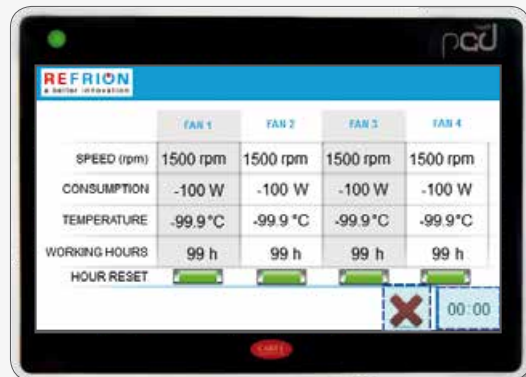 pGD
REFRION
a better innovation
FAN 1 FAN 2 FAN 3 FAN 4
SPEED (rpm) 1500 rpm 1500 rpm 1500 rpm 1500 rpm
CONSUMPTION -100 W -100 W -100 W -100 W
TEMPERATURE -99.9°C -99.9°C -99.9°C -99.9°C
WORKING HOURS 99 h 99 h 99 h 99 h
HOUR RESET
00:00
CAREL